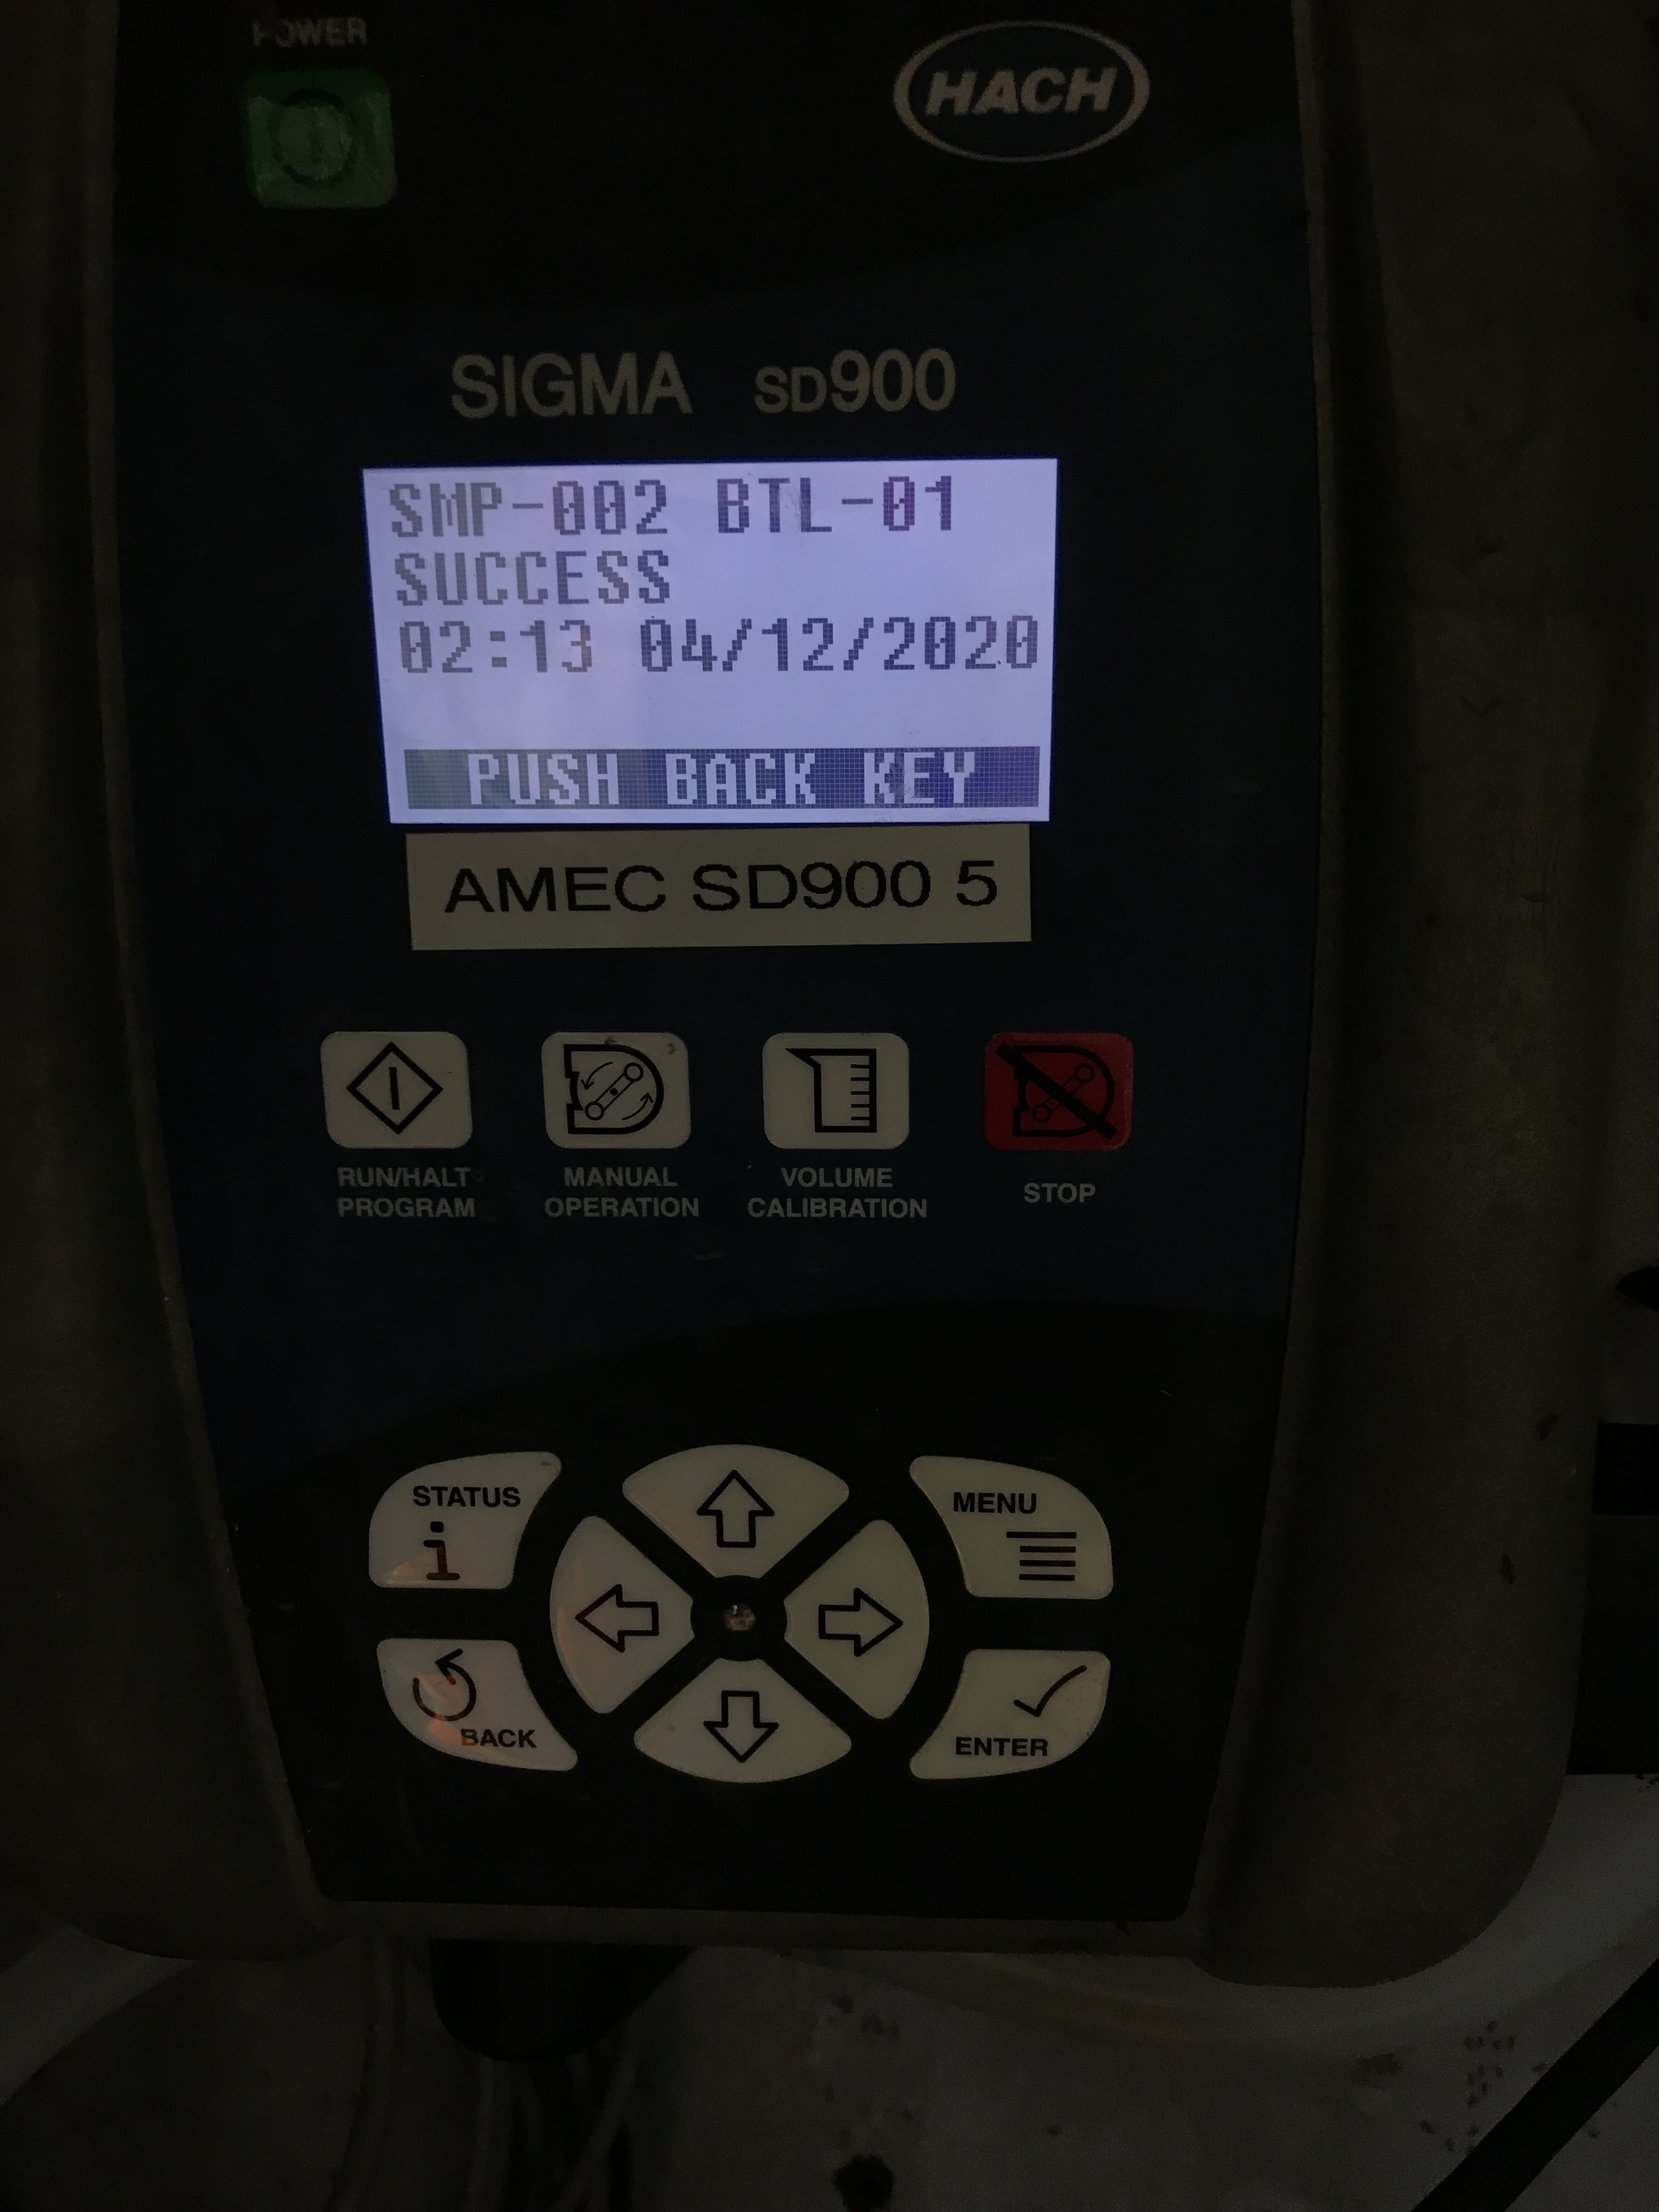 POWER
HACH
SIGMA SD900
SMP-002 BTL-01
SUCCESS
02:13 04/12/2020
PUSH BACK KEY
AMEC SD900 5
RUN/HALT
PROGRAM
MANUAL
OPERATION
VOLUME
CALIBRATION
STOP
STATUS
i
MENU
BACK
ENTER